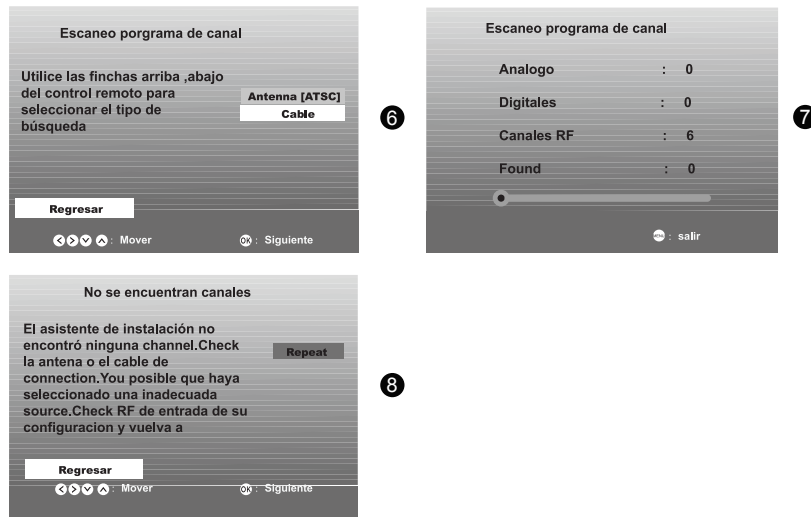 Escaneo porgrama de canal
Utilice las finchas arriba ,abajo
del control remoto para
seleccionar el tipo de
búsqueda
Antenna [ATSC]
Cable
Regresar
: Mover
OK : Siguiente
6
Escaneo programa de canal
Analogo : 0
Digitales : 0
Canales RF : 6
Found : 0
MENU : salir
7
No se encuentran canales
El asistente de instalación no
encontró ninguna channel.Check
la antena o el cable de
connection.You posible que haya
seleccionado una inadecuada
source.Check RF de entrada de su
configuracion y vuelva a
Repeat
Regresar
: Mover
OK : Siguiente
8